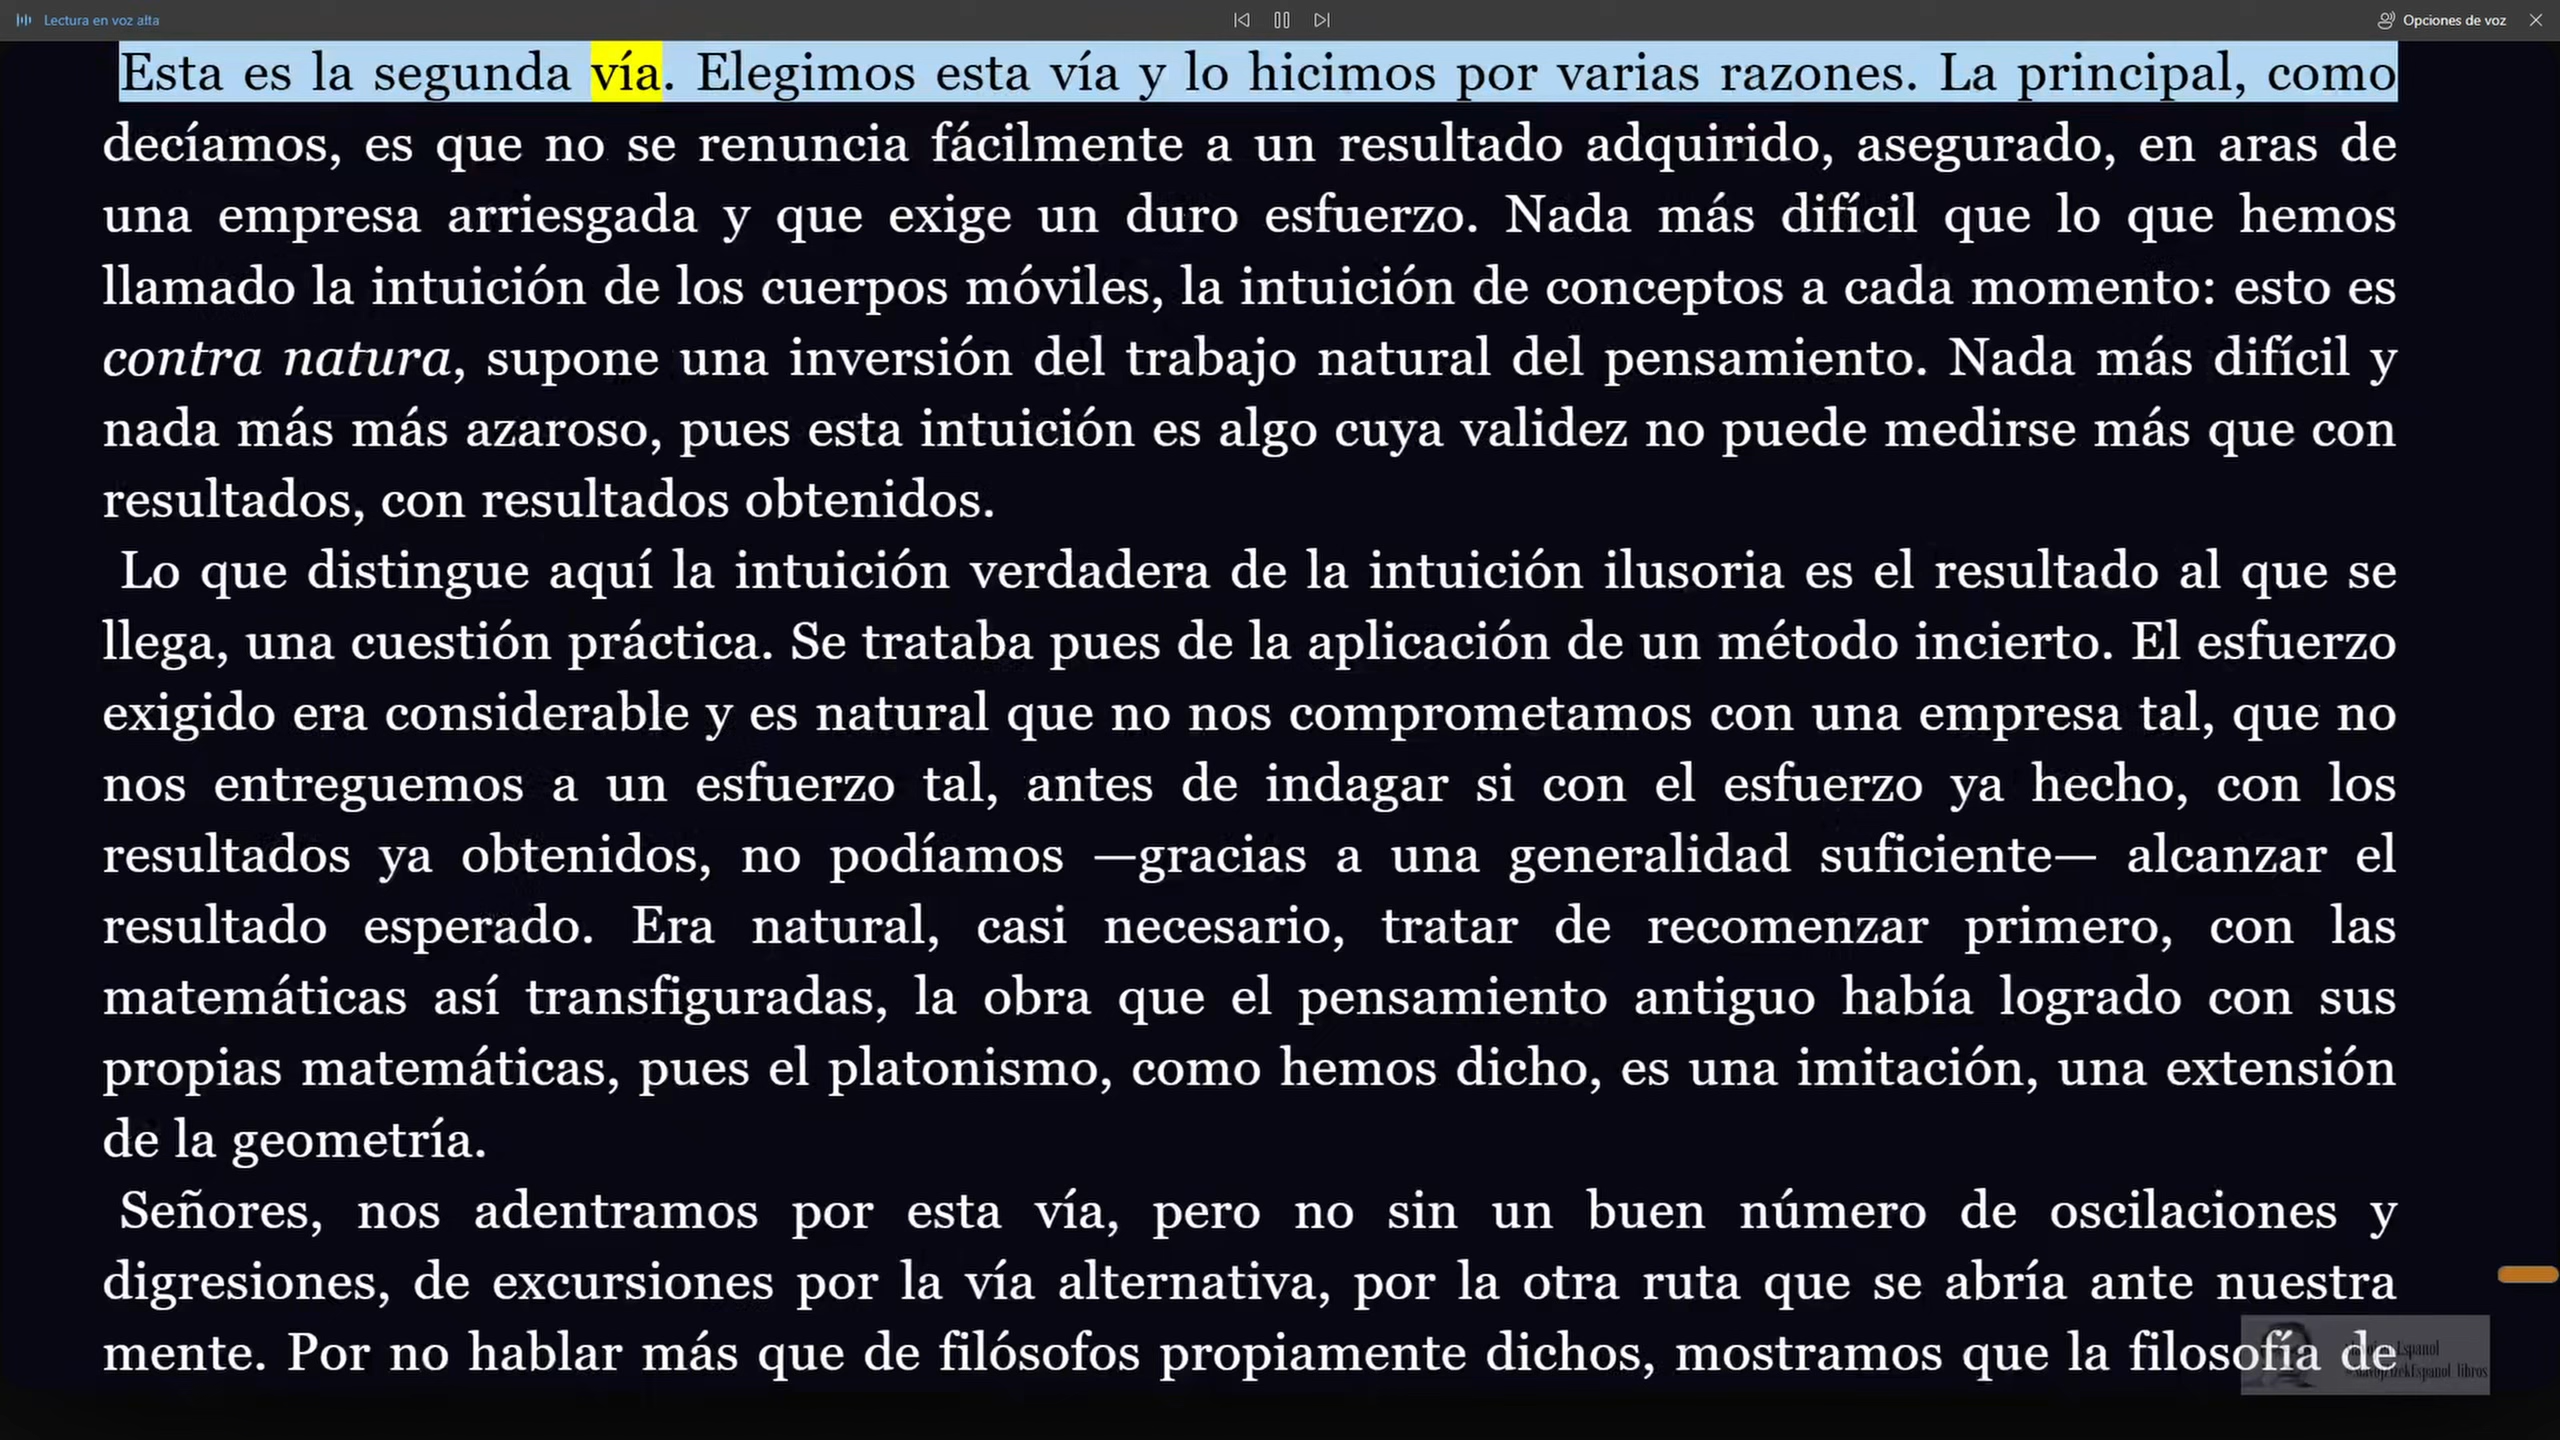 Lectura en voz alta
Opciones de voz
Esta es la segunda vía. Elegimos esta vía y lo hicimos por varias razones. La principal, como
decíamos, es que no se renuncia fácilmente a un resultado adquirido, asegurado, en aras de
una empresa arriesgada y que exige un duro esfuerzo. Nada más difícil que lo que hemos
llamado la intuición de los cuerpos móviles, la intuición de conceptos a cada momento: esto es
contra natura, supone una inversión del trabajo natural del pensamiento. Nada más difícil y
nada más más azaroso, pues esta intuición es algo cuya validez no puede medirse más que con
resultados, con resultados obtenidos.
Lo que distingue aquí la intuición verdadera de la intuición ilusoria es el resultado al que se
llega, una cuestión práctica. Se trataba pues de la aplicación de un método incierto. El esfuerzo
exigido era considerable y es natural que no nos comprometamos con una empresa tal, que no
nos entreguemos a un esfuerzo tal, antes de indagar si con el esfuerzo ya hecho, con los
resultados ya obtenidos, no podíamos —gracias a una generalidad suficiente— alcanzar el
resultado esperado. Era natural, casi necesario, tratar de recomenzar primero, con las
matemáticas así transfiguradas, la obra que el pensamiento antiguo había logrado con sus
propias matemáticas, pues el platonismo, como hemos dicho, es una imitación, una extensión
de la geometría.
Señores, nos adentramos por esta vía, pero no sin un buen número de oscilaciones y
digresiones, de excursiones por la vía alternativa, por la otra ruta que se abría ante nuestra
mente. Por no hablar más que de filósofos propiamente dichos, mostramos que la filosofía de
Espanol
libros